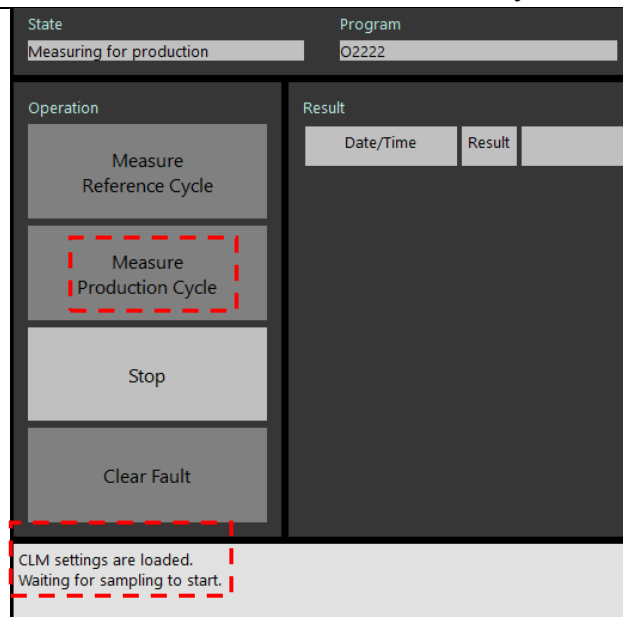 State
Program
Measuring for production
O2222
Operation
Result
Date/Time
Result
Measure
Reference Cycle
Measure
Production Cycle
Stop
Clear Fault
CLM settings are loaded.
Waiting for sampling to start.